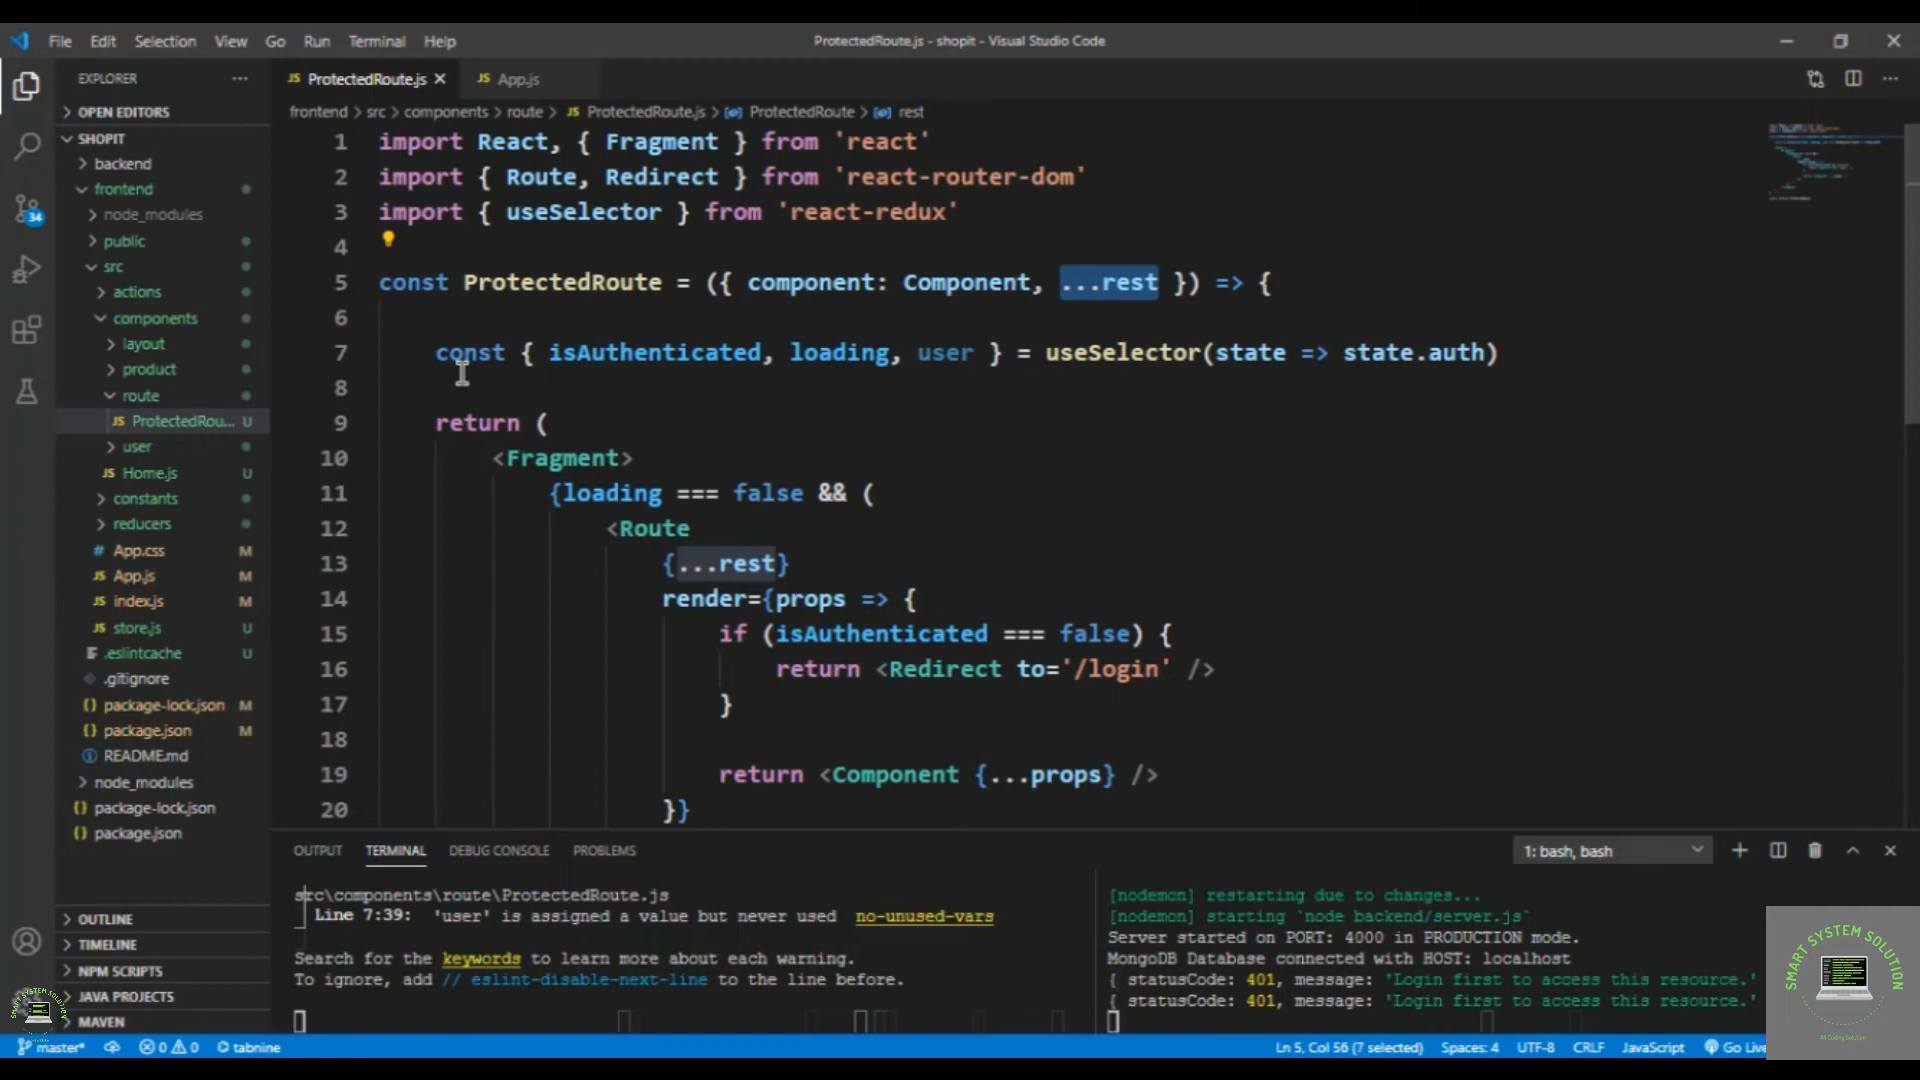 File Edit Selection View Go Run Terminal Help
ProtectedRoute.js - shopit - Visual Studio Code
EXPLORER
OPEN EDITORS
SHOPIT
backend
frontend
node_modules
public
src
actions
components
layout
product
route
JS ProtectedRou... U
user
JS Home.js U
constants
reducers
# App.css M
JS App.js M
JS index.js M
JS store.js U
.eslintcache U
.gitignore
{} package-lock.json M
{} package.json M
README.md
node_modules
{} package-lock.json
{} package.json
OUTLINE
TIMELINE
NPM SCRIPTS
JAVA PROJECTS
MAVEN
34
JS ProtectedRoute.js
JS App.js
frontend > src > components > route > JS ProtectedRoute.js > ProtectedRoute > rest
1 import React, { Fragment } from 'react'
2 import { Route, Redirect } from 'react-router-dom'
3 import { useSelector } from 'react-redux'
4
5 const ProtectedRoute = ({ component: Component, ...rest }) => {
6
7 const { isAuthenticated, loading, user } = useSelector(state => state.auth)
8
9 return (
10 <Fragment>
11 {loading === false && (
12 <Route
13 {...rest}
14 render={props => {
15 if (isAuthenticated === false) {
16 return <Redirect to='/login' />
17 }
18
19 return <Component {...props} />
20 }}
OUTPUT TERMINAL DEBUG CONSOLE PROBLEMS
1: bash, bash
src\components\route\ProtectedRoute.js
Line 7:39: 'user' is assigned a value but never used no-unused-vars
Search for the keywords to learn more about each warning.
To ignore, add // eslint-disable-next-line to the line before.
[nodemon] restarting due to changes...
[nodemon] starting `node backend/server.js`
Server started on PORT: 4000 in PRODUCTION mode.
MongoDB Database connected with HOST: localhost
{ statusCode: 401, message: 'Login first to access this resource.'
{ statusCode: 401, message: 'Login first to access this resource.'
SMART SYSTEM SOLUTION
All Coding Solution
SMART SYSTEM SOLUTION
master* 0 0 tabnine
Ln 5, Col 56 (7 selected) Spaces: 4 UTF-8 CRLF JavaScript Go Live